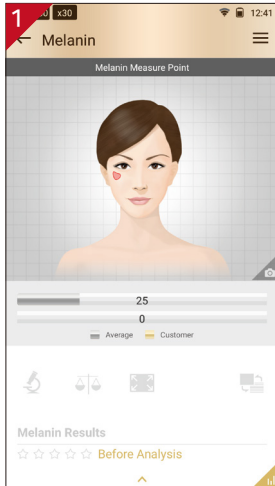 1
x30
12:41
Melanin
Melanin Measure Point
25
0
Average Customer
Melanin Results
Before Analysis